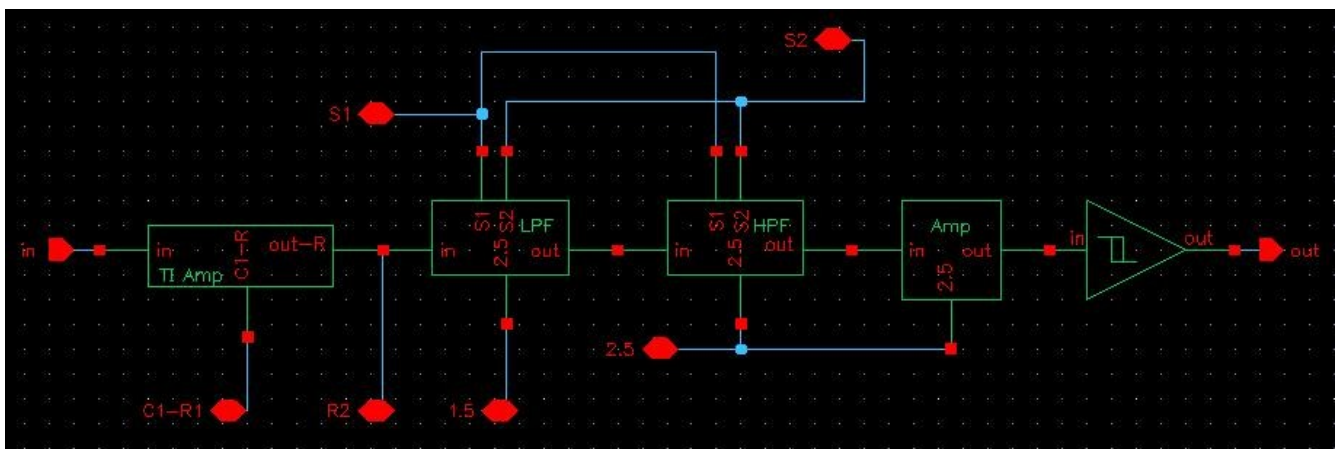 S2
S1
S1
S2
LPF
2.5
in
out
S1
S2
HPF
2.5
in
out
Amp
in
out
2.5
in
out
out
in
in
C1-R
out-R
TI Amp
2.5
C1-R1
R2
1.5